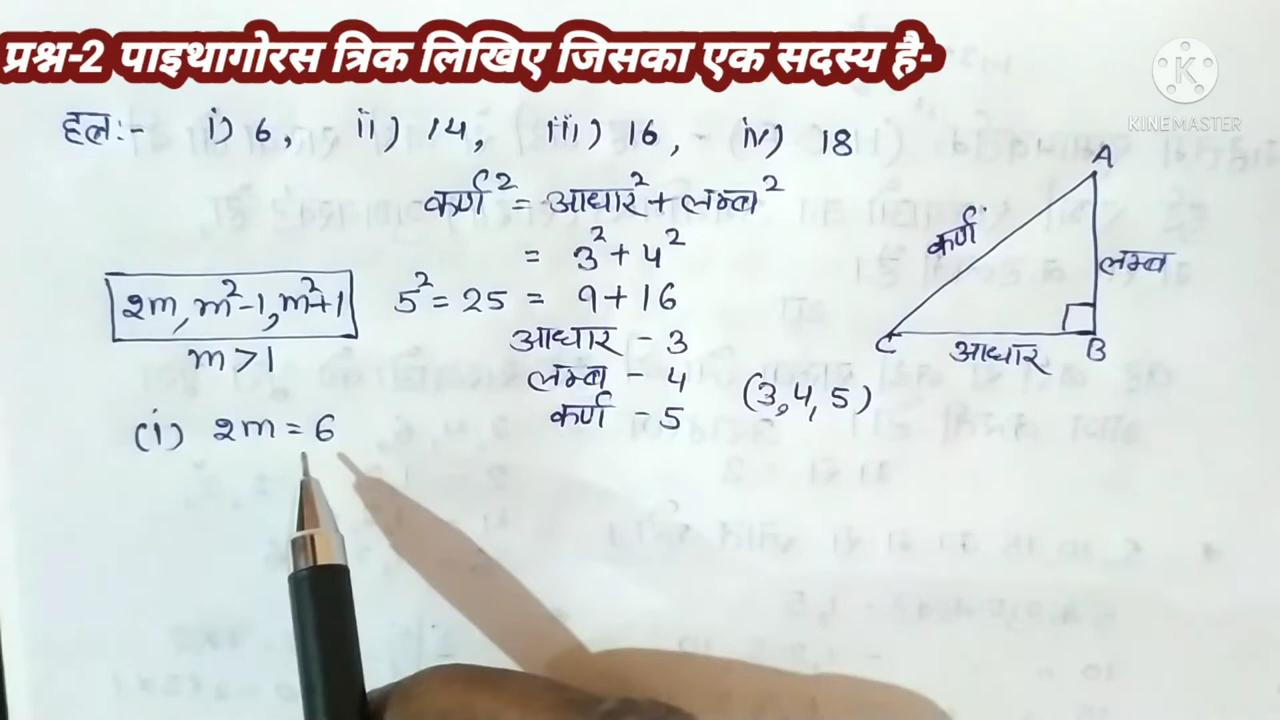 प्रश्न-2 पाइथागोरस त्रिक लिखिए जिसका एक सदस्य है-
K
KINEMASTER
हल:- i) 6, ii) 14, iii) 16, iv) 18
कर्ण² = आधार² + लम्ब²
= 3² + 4²
5² = 25 = 9 + 16
2m, m²-1, m²+1
m > 1
आधार - 3
लम्ब - 4
कर्ण - 5
(3, 4, 5)
(i) 2m = 6
A
कर्ण
लम्ब
C
आधार
B